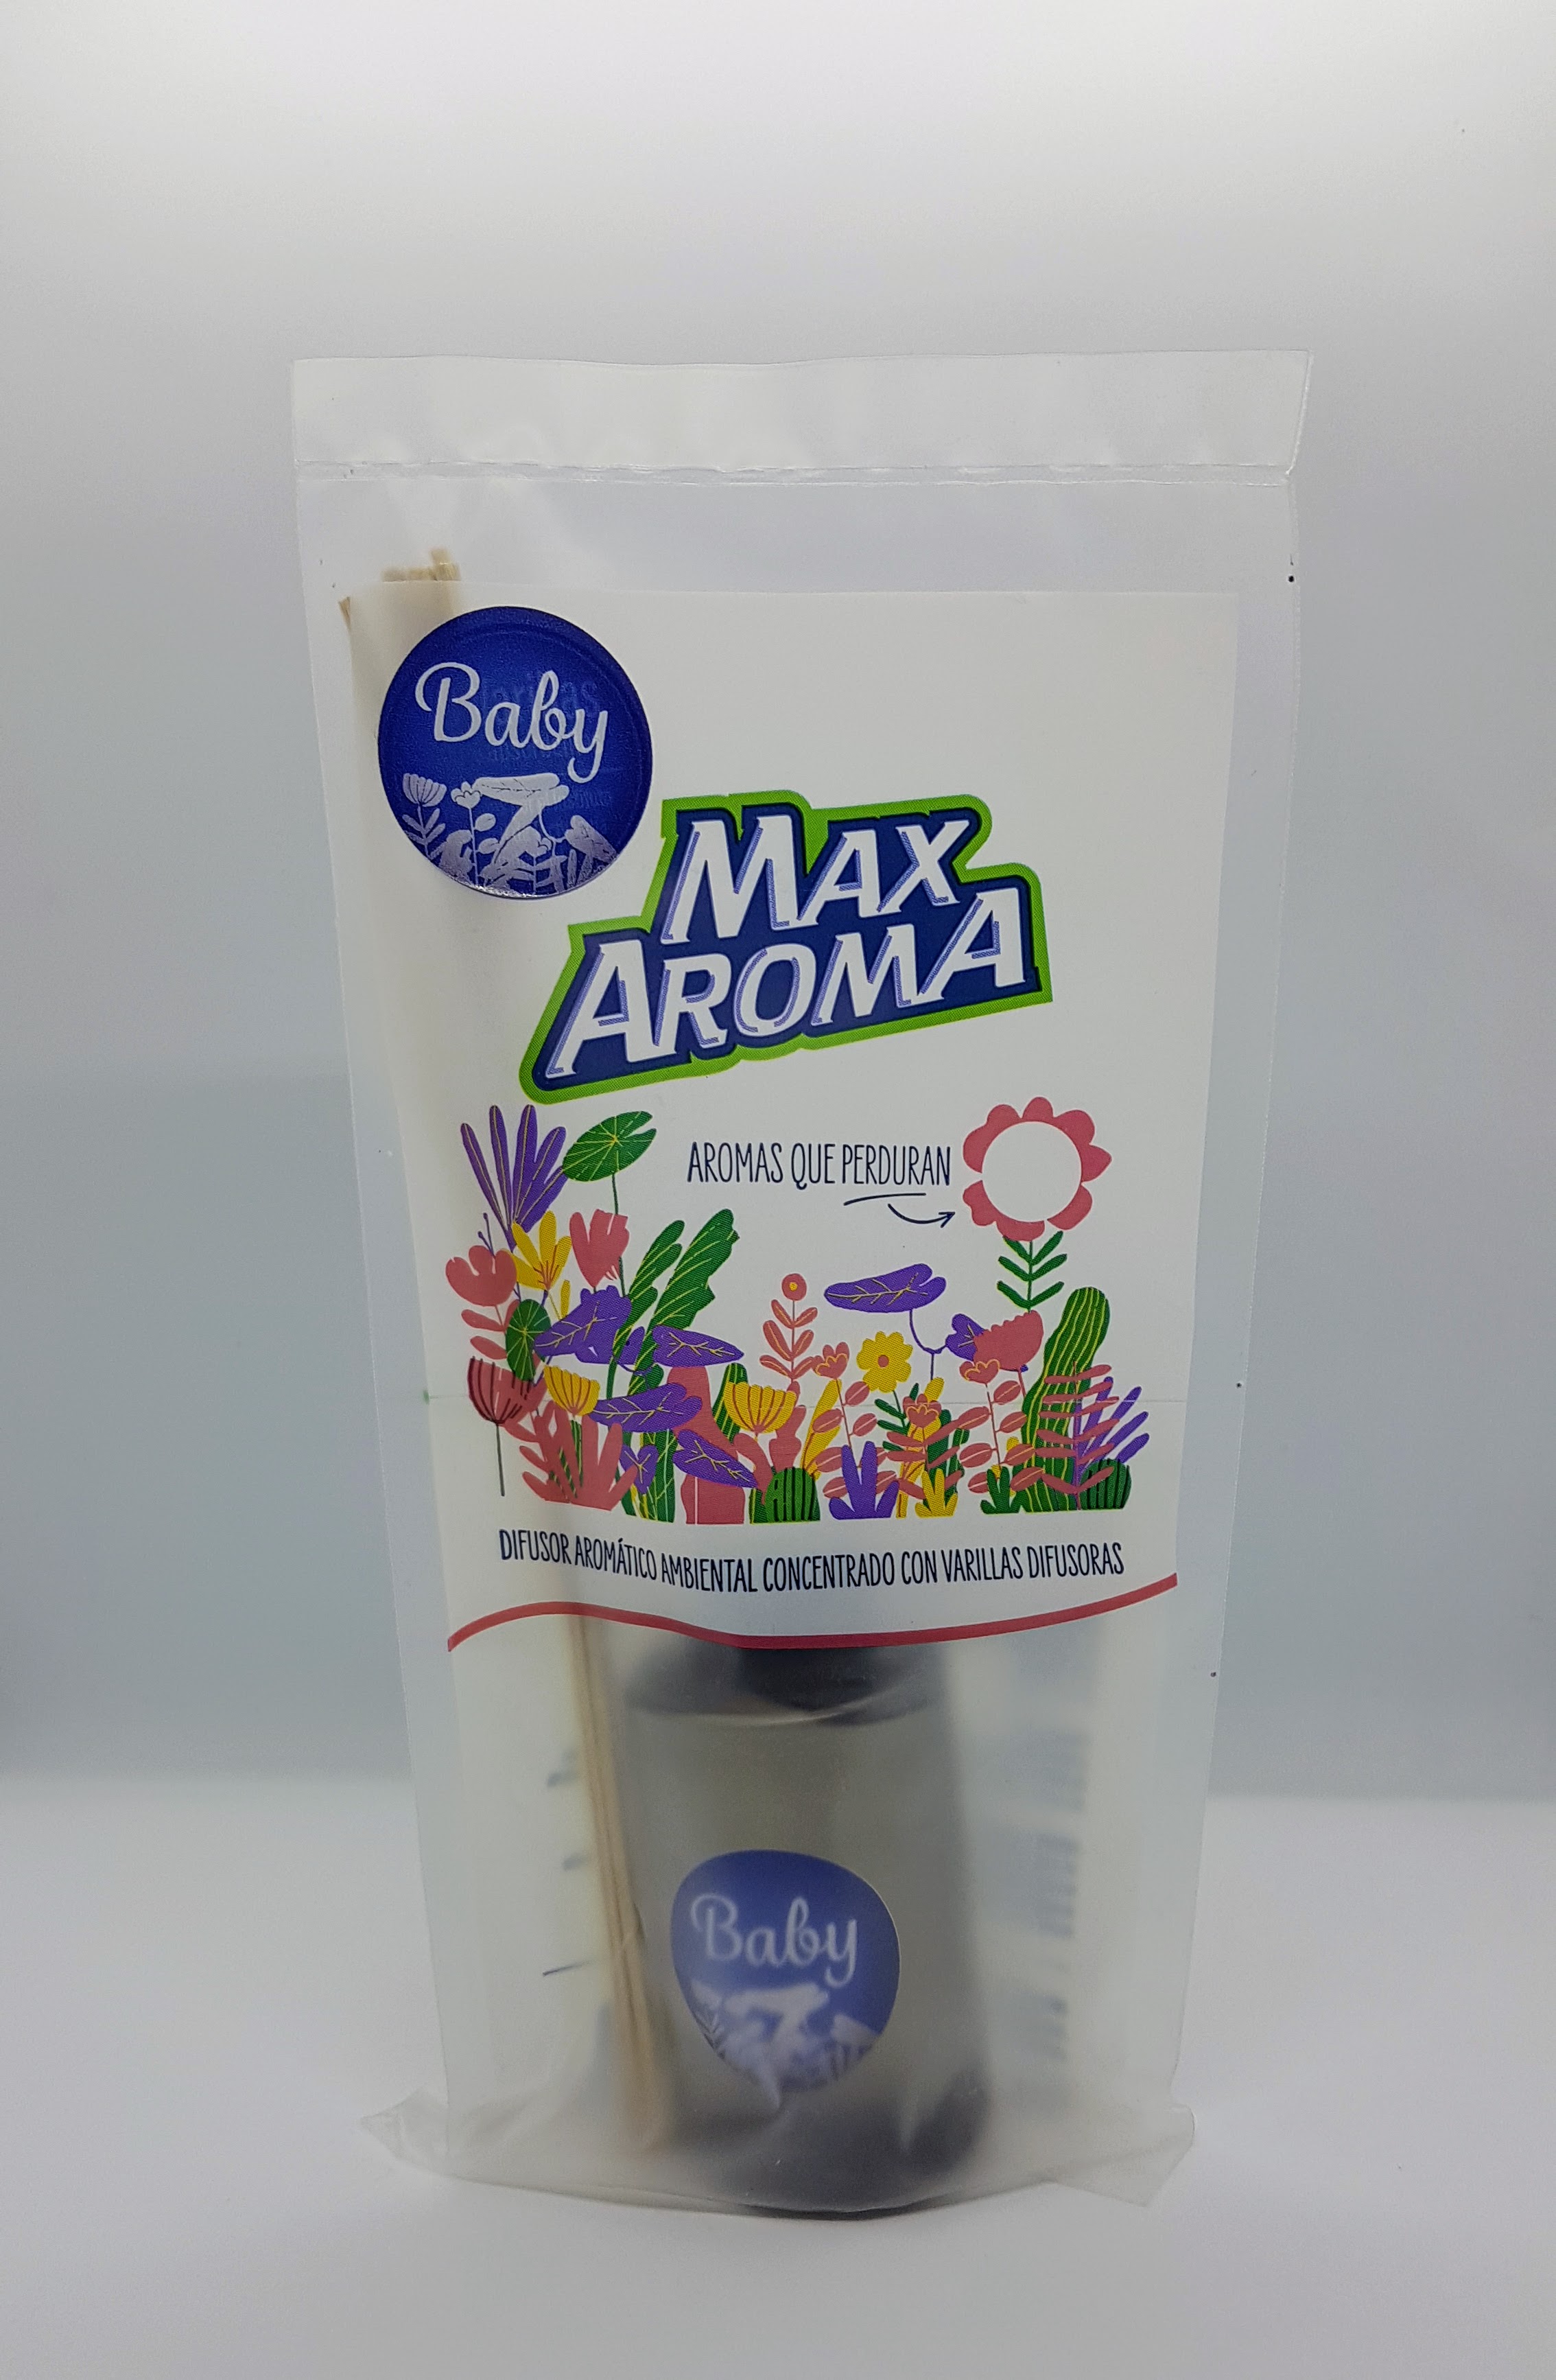 Baby
MAX
AROMA
AROMAS QUE PERDURAN
DIFUSOR AROMÁTICO AMBIENTAL CONCENTRADO CON VARILLAS DIFUSORAS
Baby